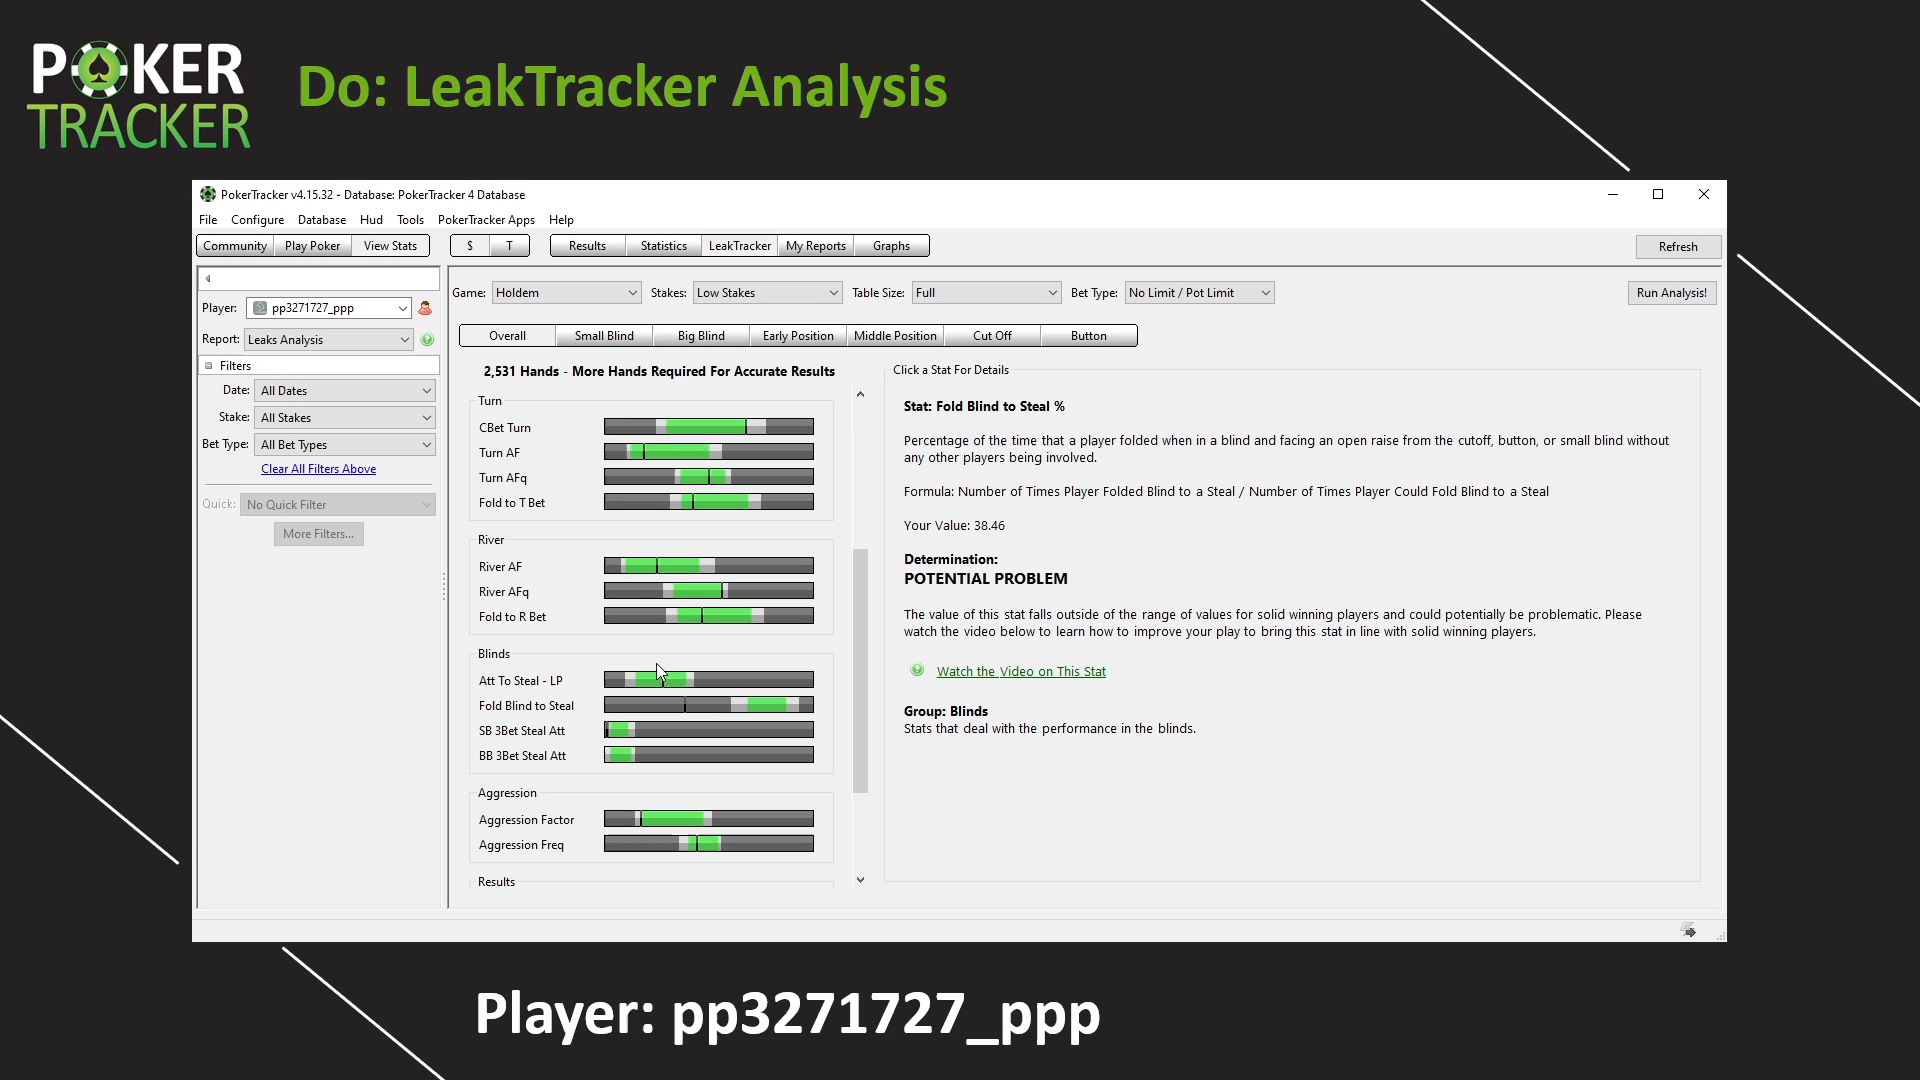 POKER
TRACKER
Do: LeakTracker Analysis
PokerTracker v4.15.32 - Database: PokerTracker 4 Database
File Configure Database Hud Tools PokerTracker Apps Help
Community Play Poker View Stats $ T Results Statistics LeakTracker My Reports Graphs Refresh
Player: pp3271727_ppp
Report: Leaks Analysis
Filters
Date: All Dates
Stake: All Stakes
Bet Type: All Bet Types
Clear All Filters Above
Quick: No Quick Filter
More Filters...
Game: Holdem Stakes: Low Stakes Table Size: Full Bet Type: No Limit / Pot Limit Run Analysis!
Overall Small Blind Big Blind Early Position Middle Position Cut Off Button
2,531 Hands - More Hands Required For Accurate Results
Turn
CBet Turn
Turn AF
Turn AFq
Fold to T Bet
River
River AF
River AFq
Fold to R Bet
Blinds
Att To Steal - LP
Fold Blind to Steal
SB 3Bet Steal Att
BB 3Bet Steal Att
Aggression
Aggression Factor
Aggression Freq
Results
Click a Stat For Details
Stat: Fold Blind to Steal %
Percentage of the time that a player folded when in a blind and facing an open raise from the cutoff, button, or small blind without
any other players being involved.
Formula: Number of Times Player Folded Blind to a Steal / Number of Times Player Could Fold Blind to a Steal
Your Value: 38.46
Determination:
POTENTIAL PROBLEM
The value of this stat falls outside of the range of values for solid winning players and could potentially be problematic. Please
watch the video below to learn how to improve your play to bring this stat in line with solid winning players.
Watch the Video on This Stat
Group: Blinds
Stats that deal with the performance in the blinds.
Player: pp3271727_ppp